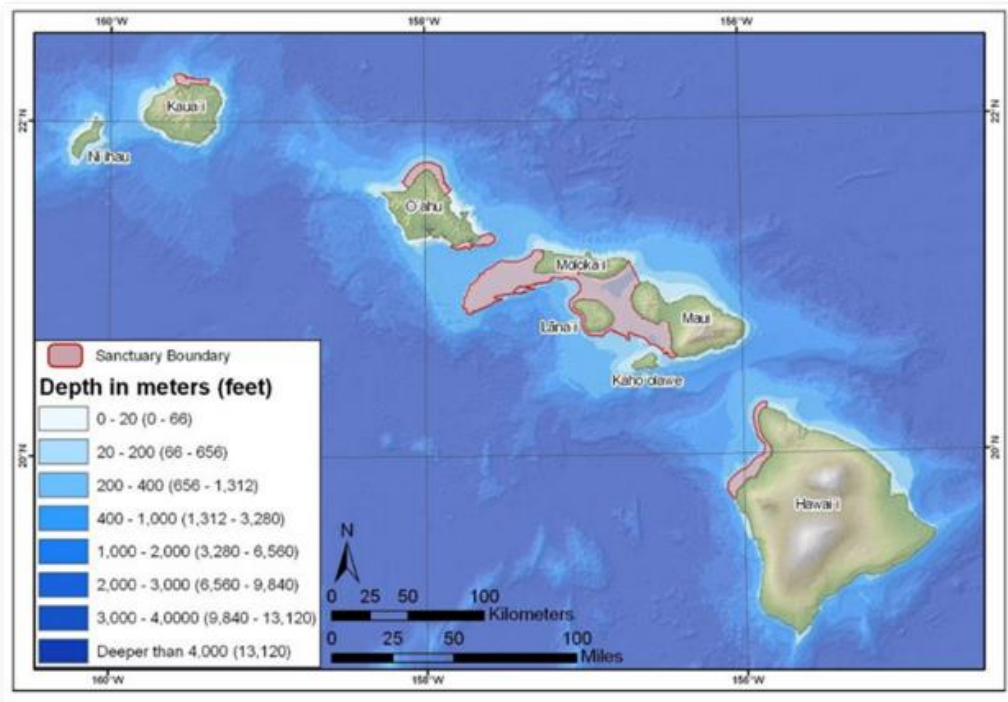 160°W 158°W 156°W
22°N 22°N
Kaua i
Ni ihau
O ahu
Moloka i
Lāna i
Maui
Kaho olawe
20°N 20°N
Hawai i
Sanctuary Boundary
Depth in meters (feet)
0 - 20 (0 - 66)
20 - 200 (66 - 656)
200 - 400 (656 - 1,312)
400 - 1,000 (1,312 - 3,280)
1,000 - 2,000 (3,280 - 6,560)
2,000 - 3,000 (6,560 - 9,840)
3,000 - 4,0000 (9,840 - 13,120)
Deeper than 4,000 (13,120)
N
0 25 50 100
Kilometers
0 25 50 100
Miles
160°W 158°W 156°W